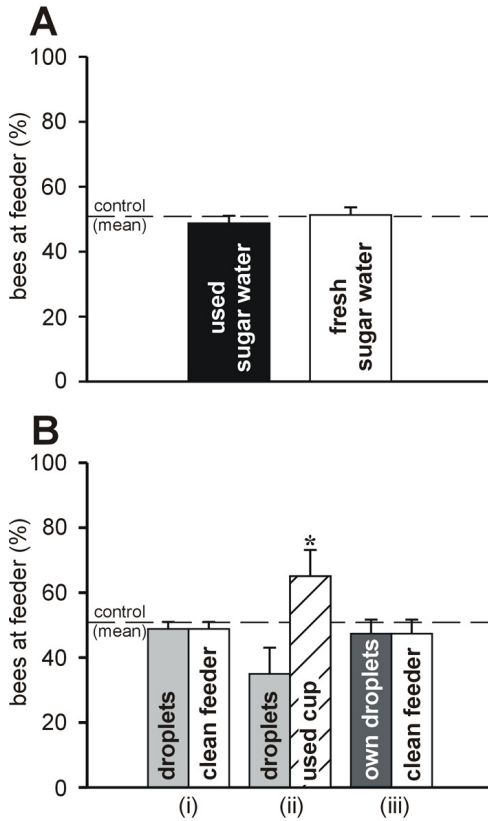 A
100
80
60
40
20
0
bees at feeder (%)
control
(mean)
used
sugar water
fresh
sugar water
B
100
80
60
40
20
0
bees at feeder (%)
control
(mean)
*
droplets
clean feeder
droplets
used cup
own droplets
clean feeder
(i)
(ii)
(iii)